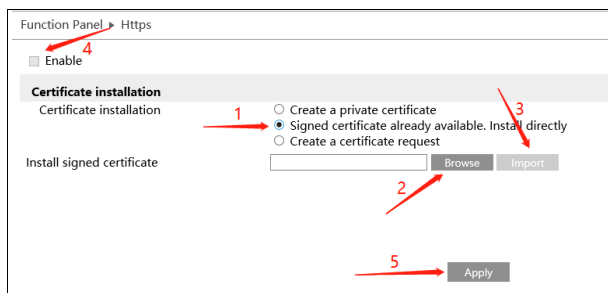 Function Panel ▸ Https
4
Enable
Certificate installation
Certificate installation
1
Create a private certificate
3
Signed certificate already available. Install directly
Create a certificate request
Install signed certificate
Browse
Import
2
5
Apply